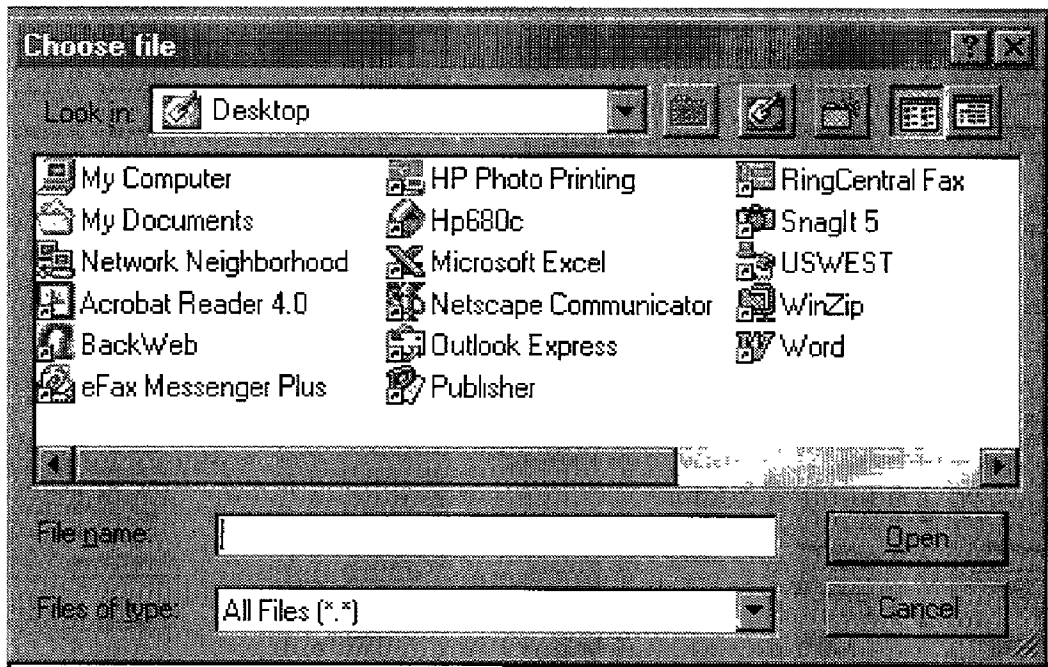 Choose file
Look in: Desktop
My Computer HP Photo Printing RingCentral Fax
My Documents Hp680c SnagIt 5
Network Neighborhood Microsoft Excel USWEST
Acrobat Reader 4.0 Netscape Communicator WinZip
BackWeb Outlook Express Word
eFax Messenger Plus Publisher
File name: Open
Files of type: All Files (*.*) Cancel